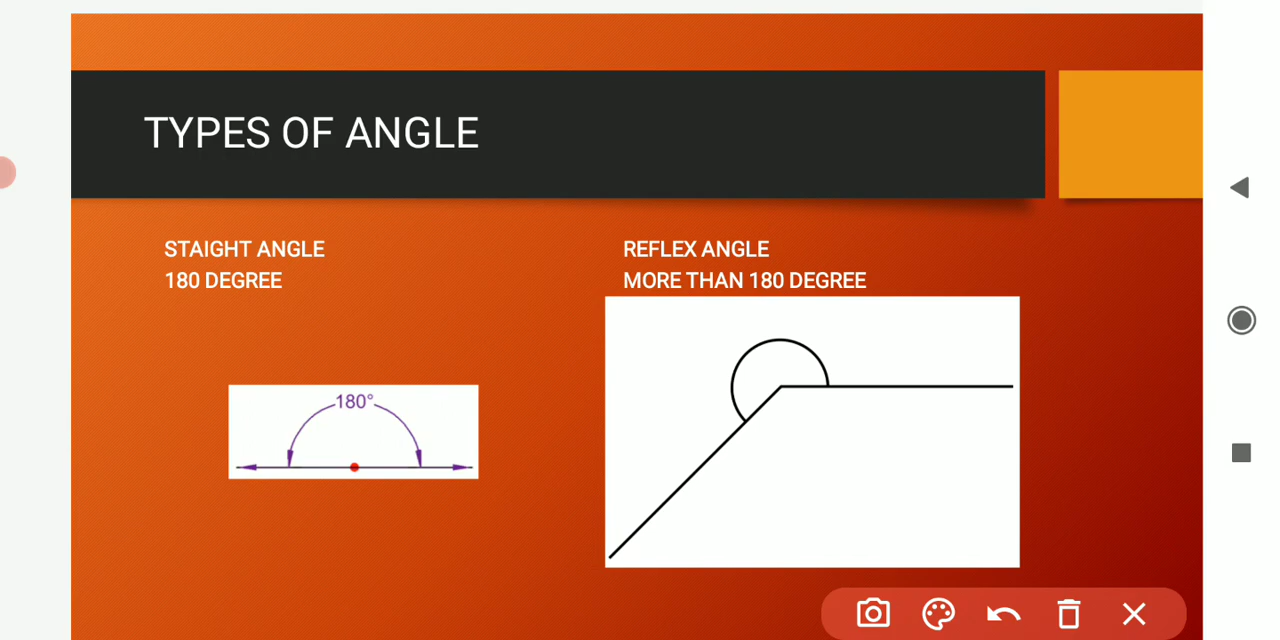 TYPES OF ANGLE
STAIGHT ANGLE
180 DEGREE
REFLEX ANGLE
MORE THAN 180 DEGREE
180°